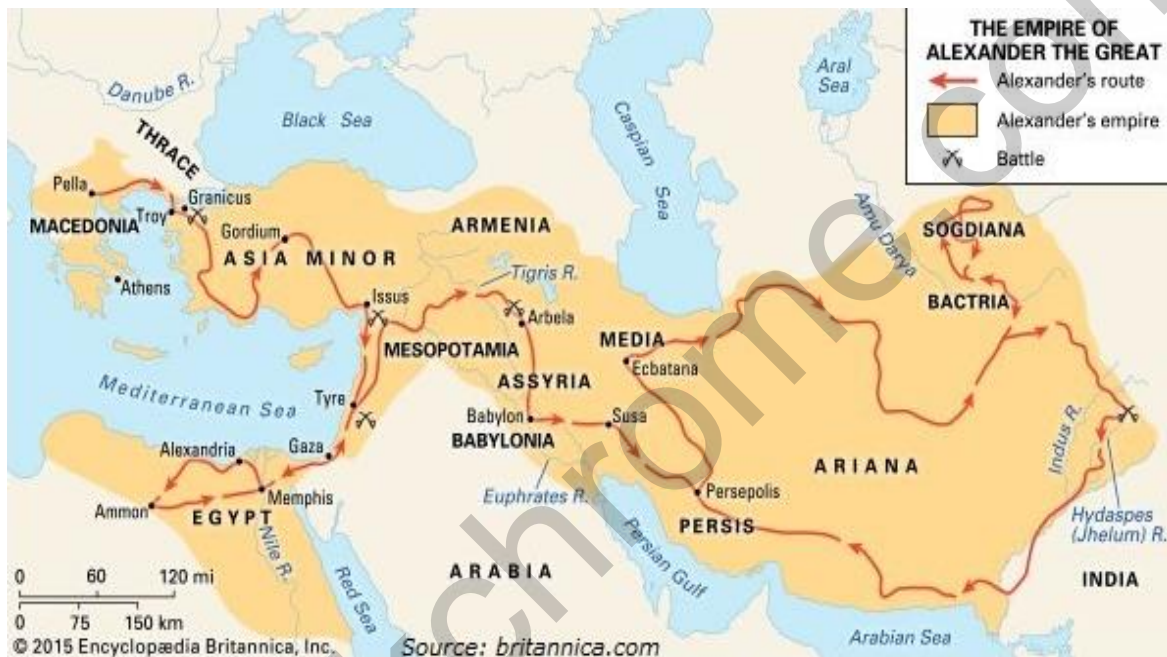 THE EMPIRE OF
ALEXANDER THE GREAT
Alexander's route
Alexander's empire
Battle
Danube R.
Black Sea
Aral
Sea
Caspian
Sea
THRACE
Pella
Granicus
MACEDONIA
Troy
Gordium
ASIA MINOR
ARMENIA
Athens
Tigris R.
Issus
Arbela
MESOPOTAMIA
Amu Darya
SOGDIANA
BACTRIA
MEDIA
Ecbatana
ASSYRIA
Mediterranean Sea
Tyre
Babylon
Susa
BABYLONIA
Alexandria
Gaza
Memphis
Ammon
EGYPT
Nile R.
Euphrates R.
Persepolis
PERSIS
ARIANA
Indus R.
Hydaspes
(Jhelum) R.
INDIA
Persian Gulf
ARABIA
Red Sea
Arabian Sea
0 60 120 mi
0 75 150 km
© 2015 Encyclopædia Britannica, Inc.
Source: britannica.com